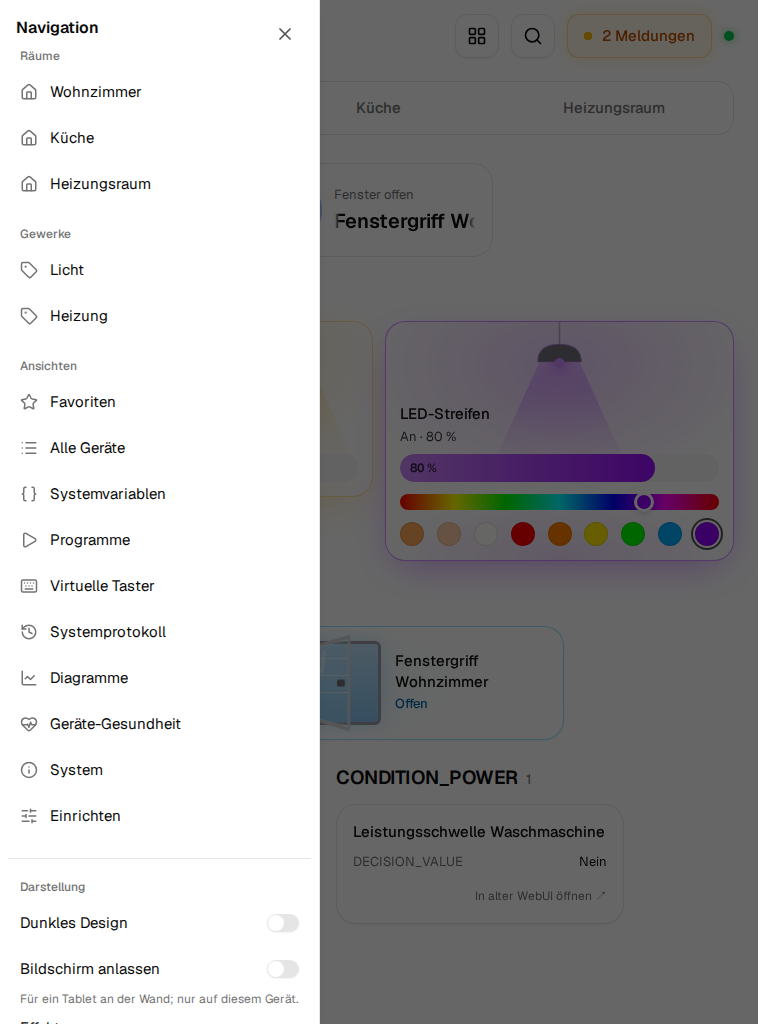 Navigation
Räume
Wohnzimmer
Küche
Heizungsraum
Gewerke
Licht
Heizung
Ansichten
Favoriten
Alle Geräte
Systemvariablen
Programme
Virtuelle Taster
Systemprotokoll
Diagramme
Geräte-Gesundheit
System
Einrichten
Darstellung
Dunkles Design
Bildschirm anlassen
Für ein Tablet an der Wand; nur auf diesem Gerät.
2 Meldungen
Küche
Heizungsraum
Fenster offen
Fenstergriff
LED-Streifen
An · 80 %
80 %
Fenstergriff
Wohnzimmer
Offen
CONDITION_POWER 1
Leistungsschwelle Waschmaschine
DECISION_VALUE Nein
In alter WebUI öffnen ↗